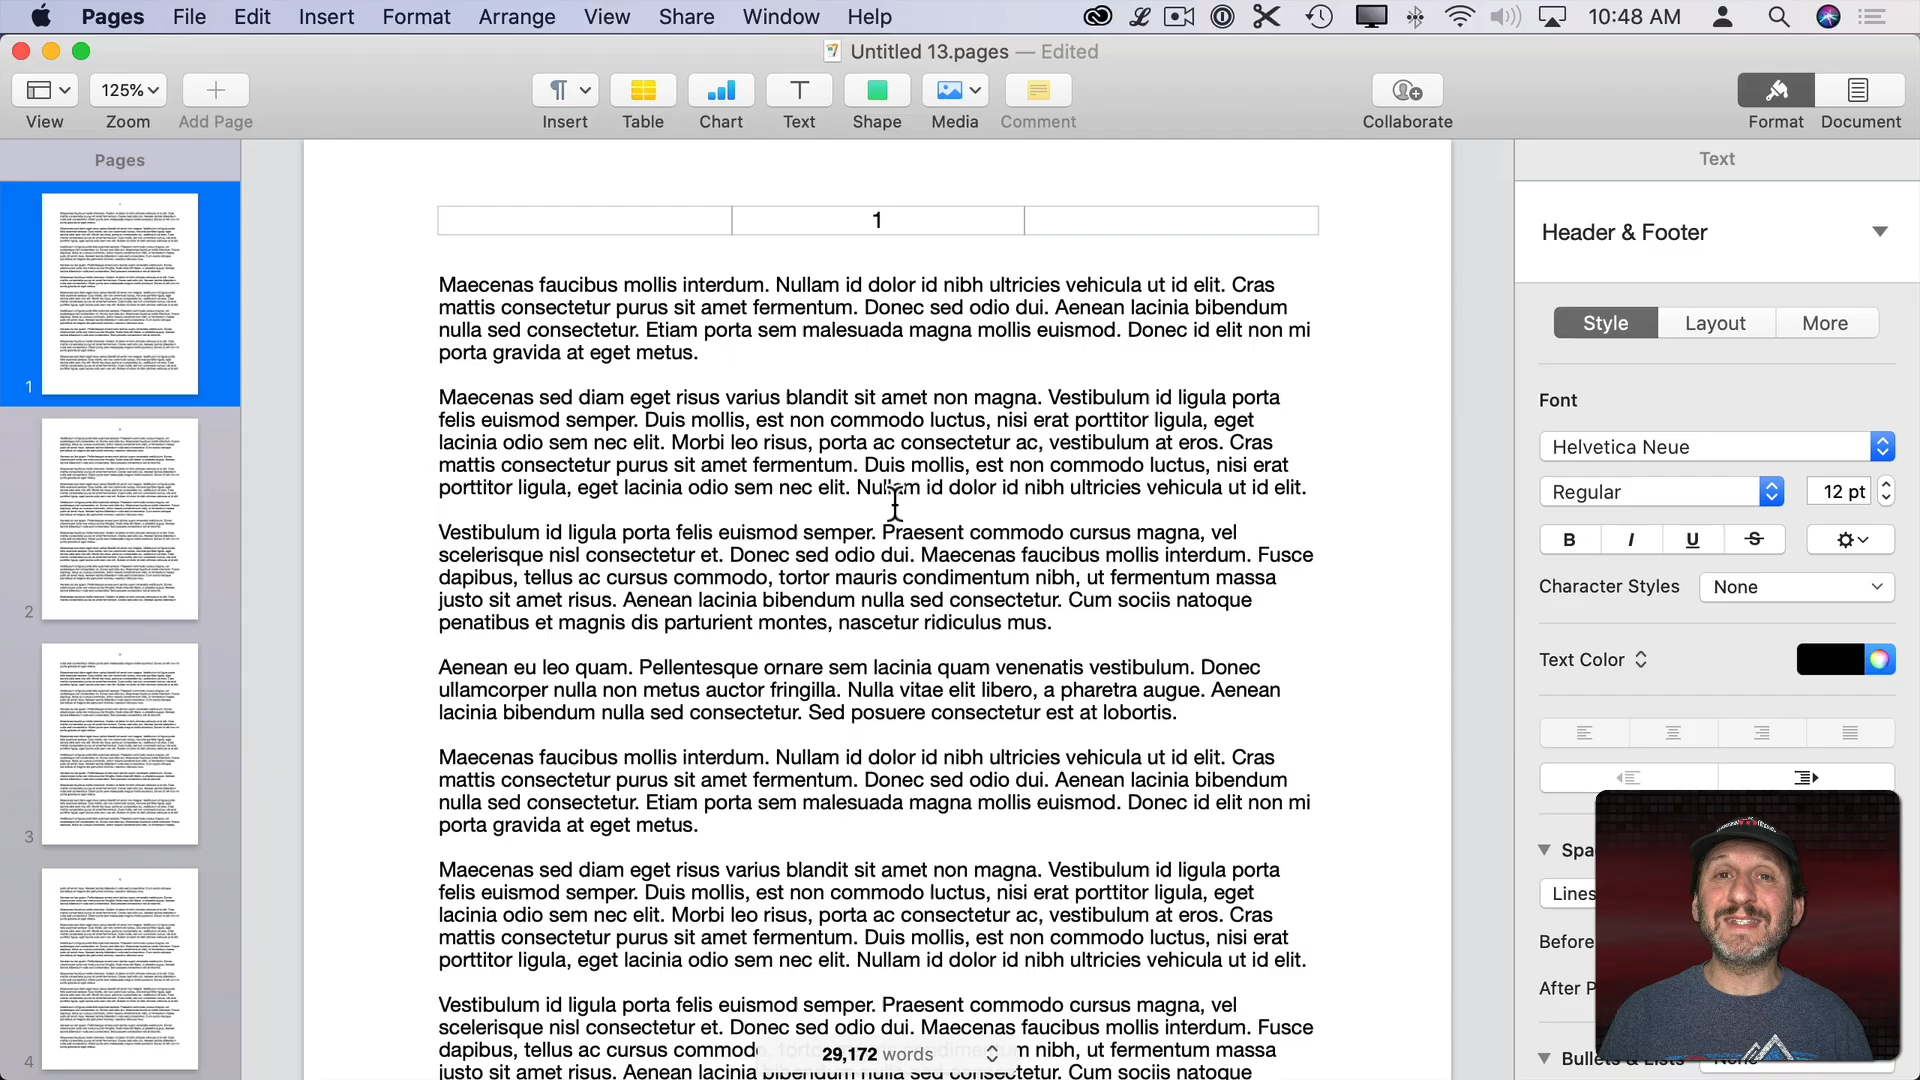 Pages File Edit Insert Format Arrange View Share Window Help 10:48 AM
Untitled 13.pages — Edited
125%
View Zoom Add Page Insert Table Chart Text Shape Media Comment Collaborate Format Document
Pages
Text
1
Header & Footer
Style Layout More
Font
Helvetica Neue
Regular 12 pt
B I U S
Character Styles None
Text Color
Spa
Lines
Before
After P
Bullets & Lists None
1
2
3
4
Maecenas faucibus mollis interdum. Nullam id dolor id nibh ultricies vehicula ut id elit. Cras
mattis consectetur purus sit amet fermentum. Donec sed odio dui. Aenean lacinia bibendum
nulla sed consectetur. Etiam porta sem malesuada magna mollis euismod. Donec id elit non mi
porta gravida at eget metus.
Maecenas sed diam eget risus varius blandit sit amet non magna. Vestibulum id ligula porta
felis euismod semper. Duis mollis, est non commodo luctus, nisi erat porttitor ligula, eget
lacinia odio sem nec elit. Morbi leo risus, porta ac consectetur ac, vestibulum at eros. Cras
mattis consectetur purus sit amet fermentum. Duis mollis, est non commodo luctus, nisi erat
porttitor ligula, eget lacinia odio sem nec elit. Nullam id dolor id nibh ultricies vehicula ut id elit.
Vestibulum id ligula porta felis euismod semper. Praesent commodo cursus magna, vel
scelerisque nisl consectetur et. Donec sed odio dui. Maecenas faucibus mollis interdum. Fusce
dapibus, tellus ac cursus commodo, tortor mauris condimentum nibh, ut fermentum massa
justo sit amet risus. Aenean lacinia bibendum nulla sed consectetur. Cum sociis natoque
penatibus et magnis dis parturient montes, nascetur ridiculus mus.
Aenean eu leo quam. Pellentesque ornare sem lacinia quam venenatis vestibulum. Donec
ullamcorper nulla non metus auctor fringilla. Nulla vitae elit libero, a pharetra augue. Aenean
lacinia bibendum nulla sed consectetur. Sed posuere consectetur est at lobortis.
Maecenas faucibus mollis interdum. Nullam id dolor id nibh ultricies vehicula ut id elit. Cras
mattis consectetur purus sit amet fermentum. Donec sed odio dui. Aenean lacinia bibendum
nulla sed consectetur. Etiam porta sem malesuada magna mollis euismod. Donec id elit non mi
porta gravida at eget metus.
Maecenas sed diam eget risus varius blandit sit amet non magna. Vestibulum id ligula porta
felis euismod semper. Duis mollis, est non commodo luctus, nisi erat porttitor ligula, eget
lacinia odio sem nec elit. Morbi leo risus, porta ac consectetur ac, vestibulum at eros. Cras
mattis consectetur purus sit amet fermentum. Duis mollis, est non commodo luctus, nisi erat
porttitor ligula, eget lacinia odio sem nec elit. Nullam id dolor id nibh ultricies vehicula ut id elit.
Vestibulum id ligula porta felis euismod semper. Praesent commodo cursus magna, vel
scelerisque nisl consectetur et. Donec sed odio dui. Maecenas faucibus mollis interdum. Fusce
dapibus, tellus ac cursus commodo m nibh, ut fermentum massa
justo sit amet risus. Aenean lacinia bibendum nulla sed consectetur. Cum sociis natoque
29,172 words